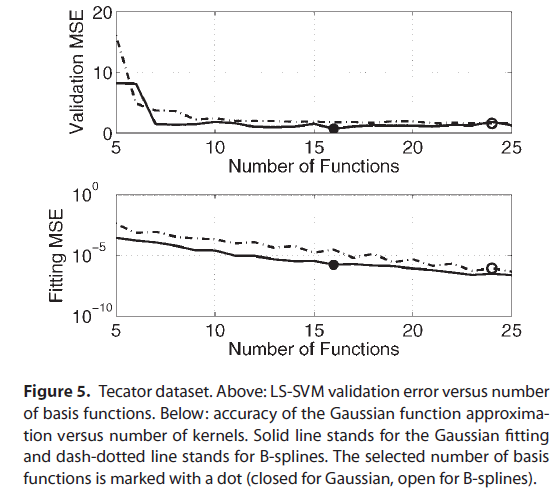 20
10
0
Validation MSE
5 10 15 20 25
Number of Functions
10^0
10^-5
10^-10
Fitting MSE
5 10 15 20 25
Number of Functions
Figure 5. Tecator dataset. Above: LS-SVM validation error versus number
of basis functions. Below: accuracy of the Gaussian function approxima-
tion versus number of kernels. Solid line stands for the Gaussian fitting
and dash-dotted line stands for B-splines. The selected number of basis
functions is marked with a dot (closed for Gaussian, open for B-splines).